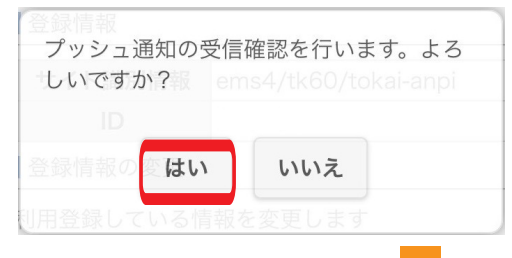 登録情報
プッシュ通知の受信確認を行います。よろ
しいですか？
ems4/tk60/tokai-anpi
ID
はい
いいえ
登録情報の変
利用登録している情報を変更します